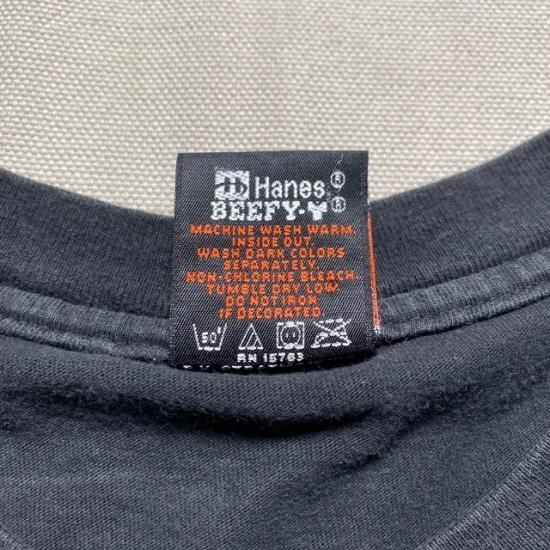 Hanes®
BEEFY-T®
MACHINE WASH WARM.
INSIDE OUT.
WASH DARK COLORS
SEPARATELY.
NON-CHLORINE BLEACH.
TUMBLE DRY LOW.
DO NOT IRON
IF DECORATED.
50°
RN 15763